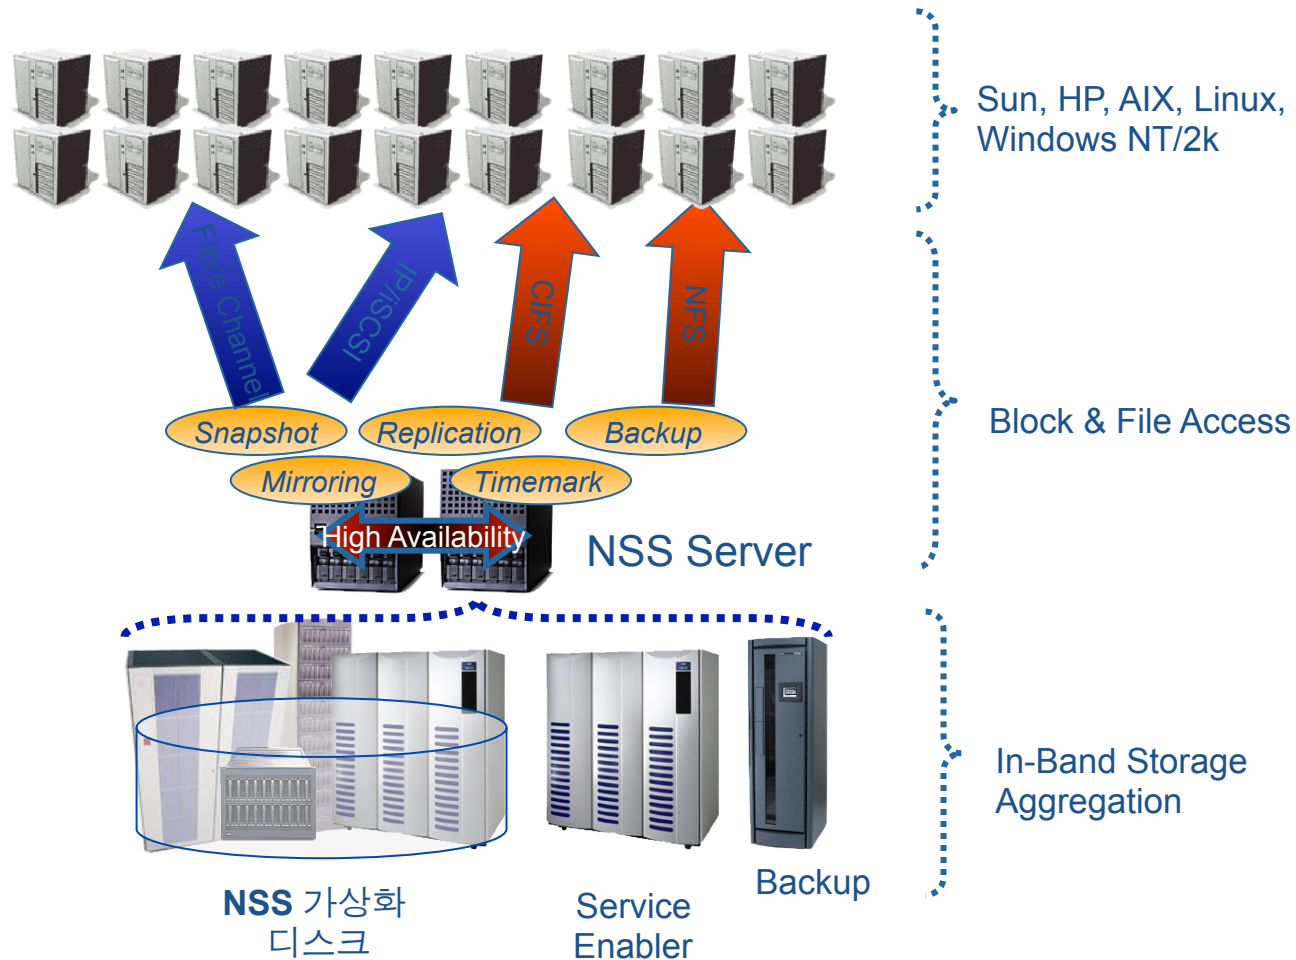 Sun, HP, AIX, Linux,
Windows NT/2k
Fibre Channel
IP/iSCSI
CIFS
NFS
Block & File Access
Snapshot
Replication
Backup
Mirroring
Timemark
High Availability
NSS Server
In-Band Storage
Aggregation
NSS 가상화
디스크
Service
Enabler
Backup